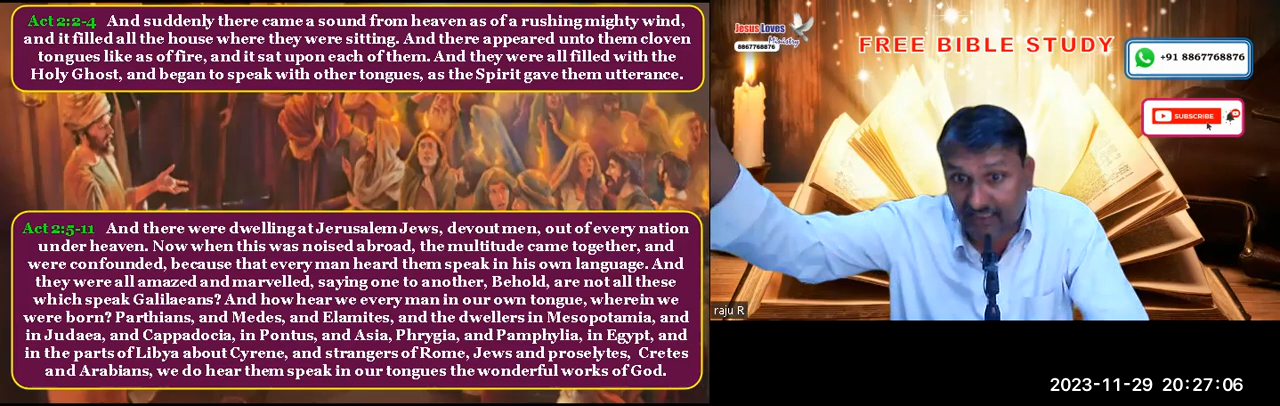 Act 2:2-4 And suddenly there came a sound from heaven as of a rushing mighty wind,
and it filled all the house where they were sitting. And there appeared unto them cloven
tongues like as of fire, and it sat upon each of them. And they were all filled with the
Holy Ghost, and began to speak with other tongues, as the Spirit gave them utterance.
Act 2:5-11 And there were dwelling at Jerusalem Jews, devout men, out of every nation
under heaven. Now when this was noised abroad, the multitude came together, and
were confounded, because that every man heard them speak in his own language. And
they were all amazed and marvelled, saying one to another, Behold, are not all these
which speak Galilaeans? And how hear we every man in our own tongue, wherein we
were born? Parthians, and Medes, and Elamites, and the dwellers in Mesopotamia, and
in Judaea, and Cappadocia, in Pontus, and Asia, Phrygia, and Pamphylia, in Egypt, and
in the parts of Libya about Cyrene, and strangers of Rome, Jews and proselytes, Cretes
and Arabians, we do hear them speak in our tongues the wonderful works of God.
Jesus Loves
Ministry
8867768876
FREE BIBLE STUDY
+91 8867768876
SUBSCRIBE
raju R
2023-11-29 20:27:06